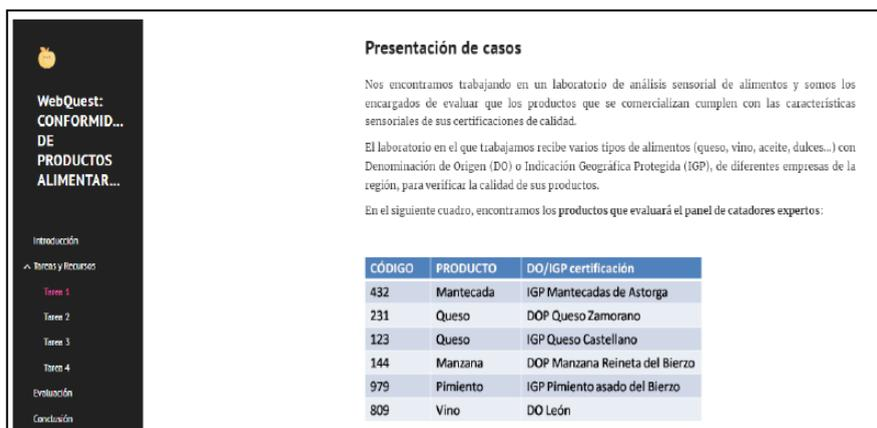 WebQuest:
CONFORMID...
DE
PRODUCTOS
ALIMENTAR...
Introducción
Tareas y Recursos
Tarea 1
Tarea 2
Tarea 3
Tarea 4
Evaluación
Conclusión
Presentación de casos
Nos encontramos trabajando en un laboratorio de análisis sensorial de alimentos y somos los
encargados de evaluar que los productos que se comercializan cumplen con las características
sensoriales de sus certificaciones de calidad.
El laboratorio en el que trabajamos recibe varios tipos de alimentos (queso, vino, aceite, dulces...) con
Denominación de Origen (DO) o Indicación Geográfica Protegida (IGP), de diferentes empresas de la
región, para verificar la calidad de sus productos.
En el siguiente cuadro, encontramos los productos que evaluará el panel de catadores expertos:
CÓDIGO PRODUCTO DO/IGP certificación
432 Mantecada IGP Mantecadas de Astorga
231 Queso DOP Queso Zamorano
123 Queso IGP Queso Castellano
144 Manzana DOP Manzana Reineta del Bierzo
979 Pimiento IGP Pimiento asado del Bierzo
809 Vino DO León